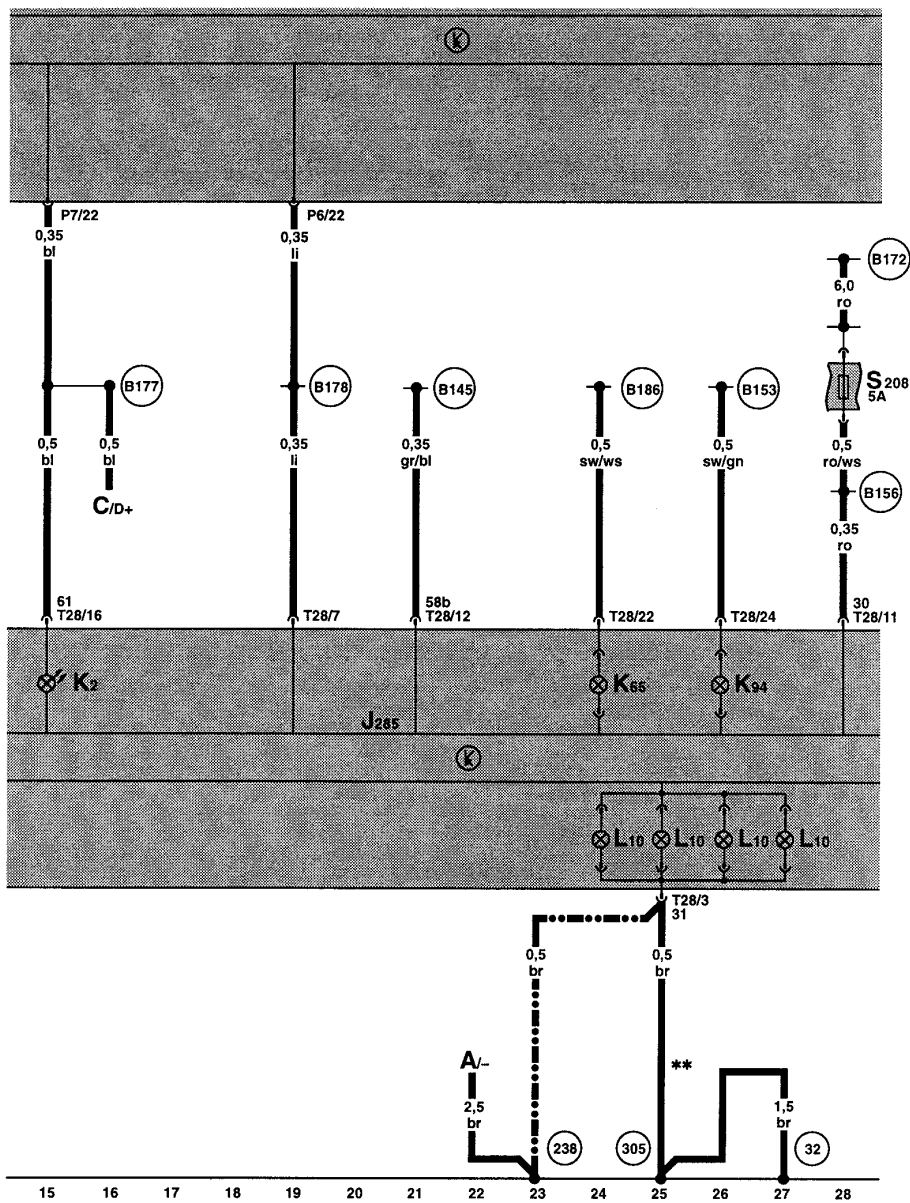 k
P7/22
P6/22
0,35
bl
0,35
li
B172
6,0
ro
S208
5A
B177
B178
B145
B186
B153
0,5
bl
0,5
bl
0,35
li
0,35
gr/bl
0,5
sw/ws
0,5
sw/gn
0,5
ro/ws
C/D+
B156
0,35
ro
61
T28/16
T28/7
58b
T28/12
T28/22
T28/24
30
T28/11
K2
K65
K94
J285
k
L10 L10 L10 L10
T28/3
31
0,5
br
0,5
br
A/–
**
2,5
br
1,5
br
238
305
32
15 16 17 18 19 20 21 22 23 24 25 26 27 28